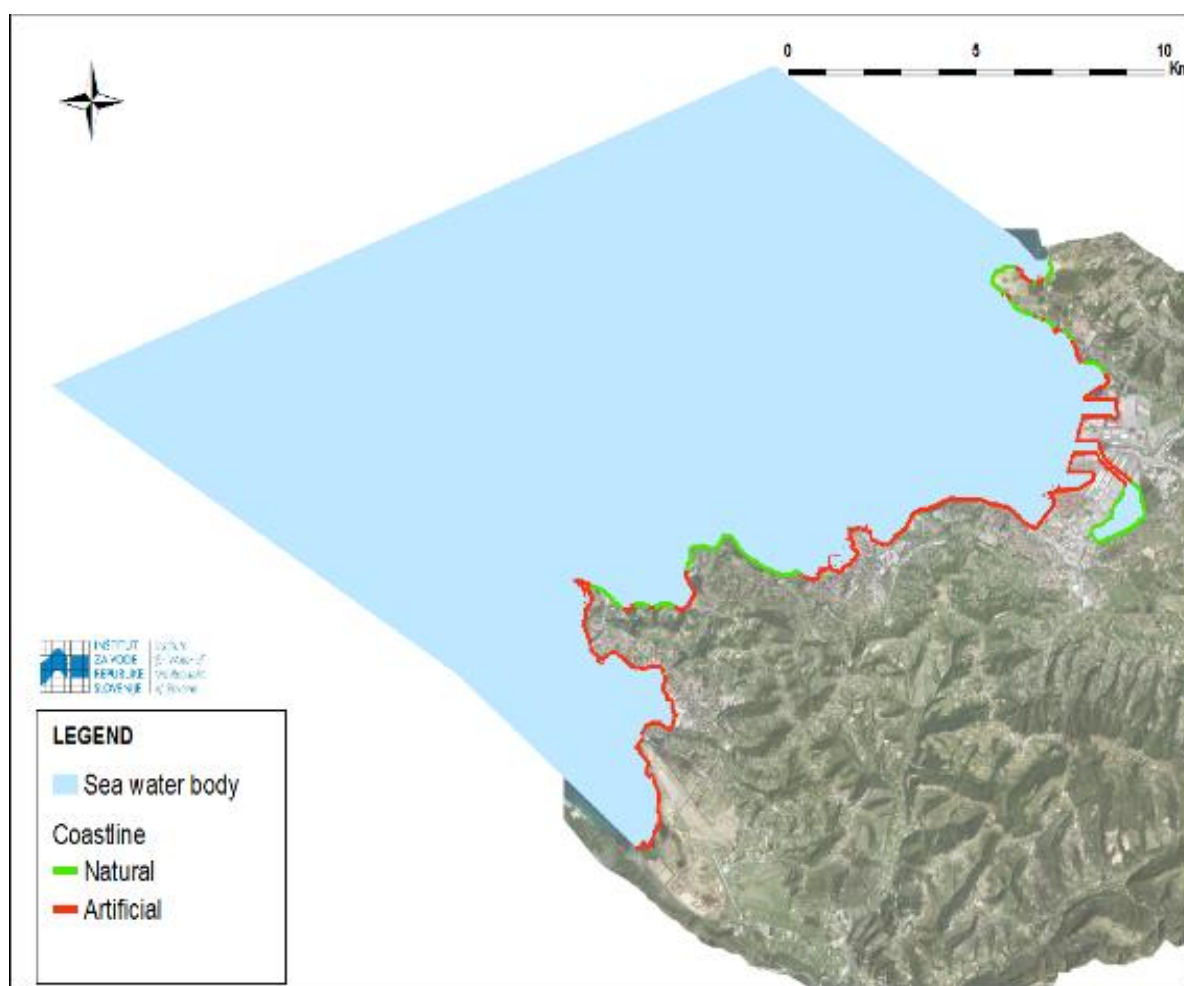 0 5 10
Km
INSTITUT
ZA VODE
REPUBLIKE
SLOVENIJE
LEGEND
Sea water body
Coastline
Natural
Artificial